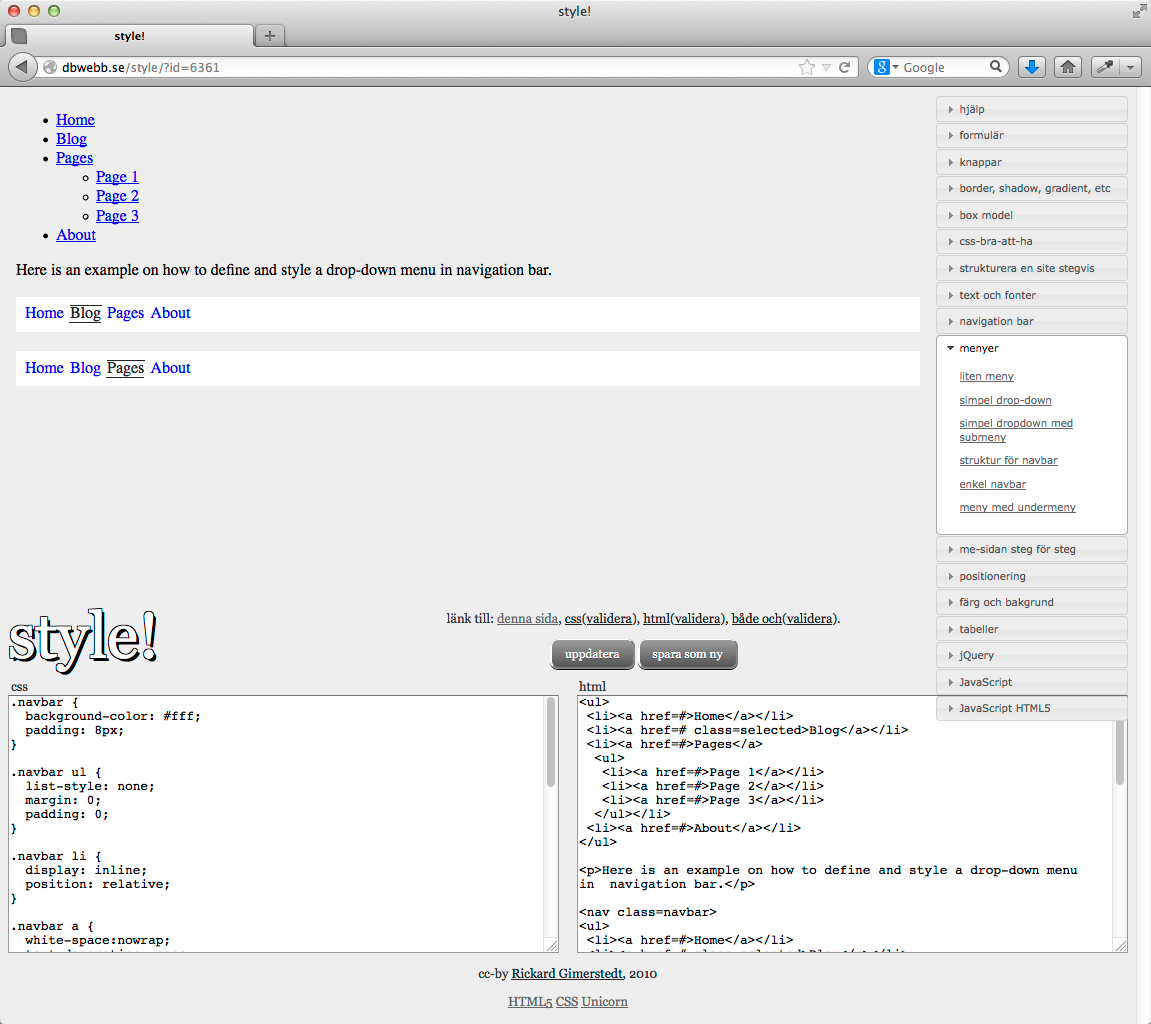 style!
style!
dbwebb.se/style/?id=6361
Google
Home
Blog
Pages
Page 1
Page 2
Page 3
About
Here is an example on how to define and style a drop-down menu in navigation bar.
Home Blog Pages About
Home Blog Pages About
hjälp
formulär
knappar
border, shadow, gradient, etc
box model
css-bra-att-ha
strukturera en site stegvis
text och fonter
navigation bar
menyer
liten meny
simpel drop-down
simpel dropdown med
submeny
struktur för navbar
enkel navbar
meny med undermeny
me-sidan steg för steg
positionering
färg och bakgrund
tabeller
jQuery
JavaScript
JavaScript HTML5
style!
länk till: denna sida, css(validera), html(validera), både och(validera).
uppdatera spara som ny
css
.navbar {
background-color: #fff;
padding: 8px;
}
.navbar ul {
list-style: none;
margin: 0;
padding: 0;
}
.navbar li {
display: inline;
position: relative;
}
.navbar a {
white-space:nowrap;
html
<ul>
<li><a href=#>Home</a></li>
<li><a href=# class=selected>Blog</a></li>
<li><a href=#>Pages</a>
<ul>
<li><a href=#>Page 1</a></li>
<li><a href=#>Page 2</a></li>
<li><a href=#>Page 3</a></li>
</ul></li>
<li><a href=#>About</a></li>
</ul>
<p>Here is an example on how to define and style a drop-down menu
in  navigation bar.</p>
<nav class=navbar>
<ul>
<li><a href=#>Home</a></li>
cc-by Rickard Gimerstedt, 2010
HTML5 CSS Unicorn